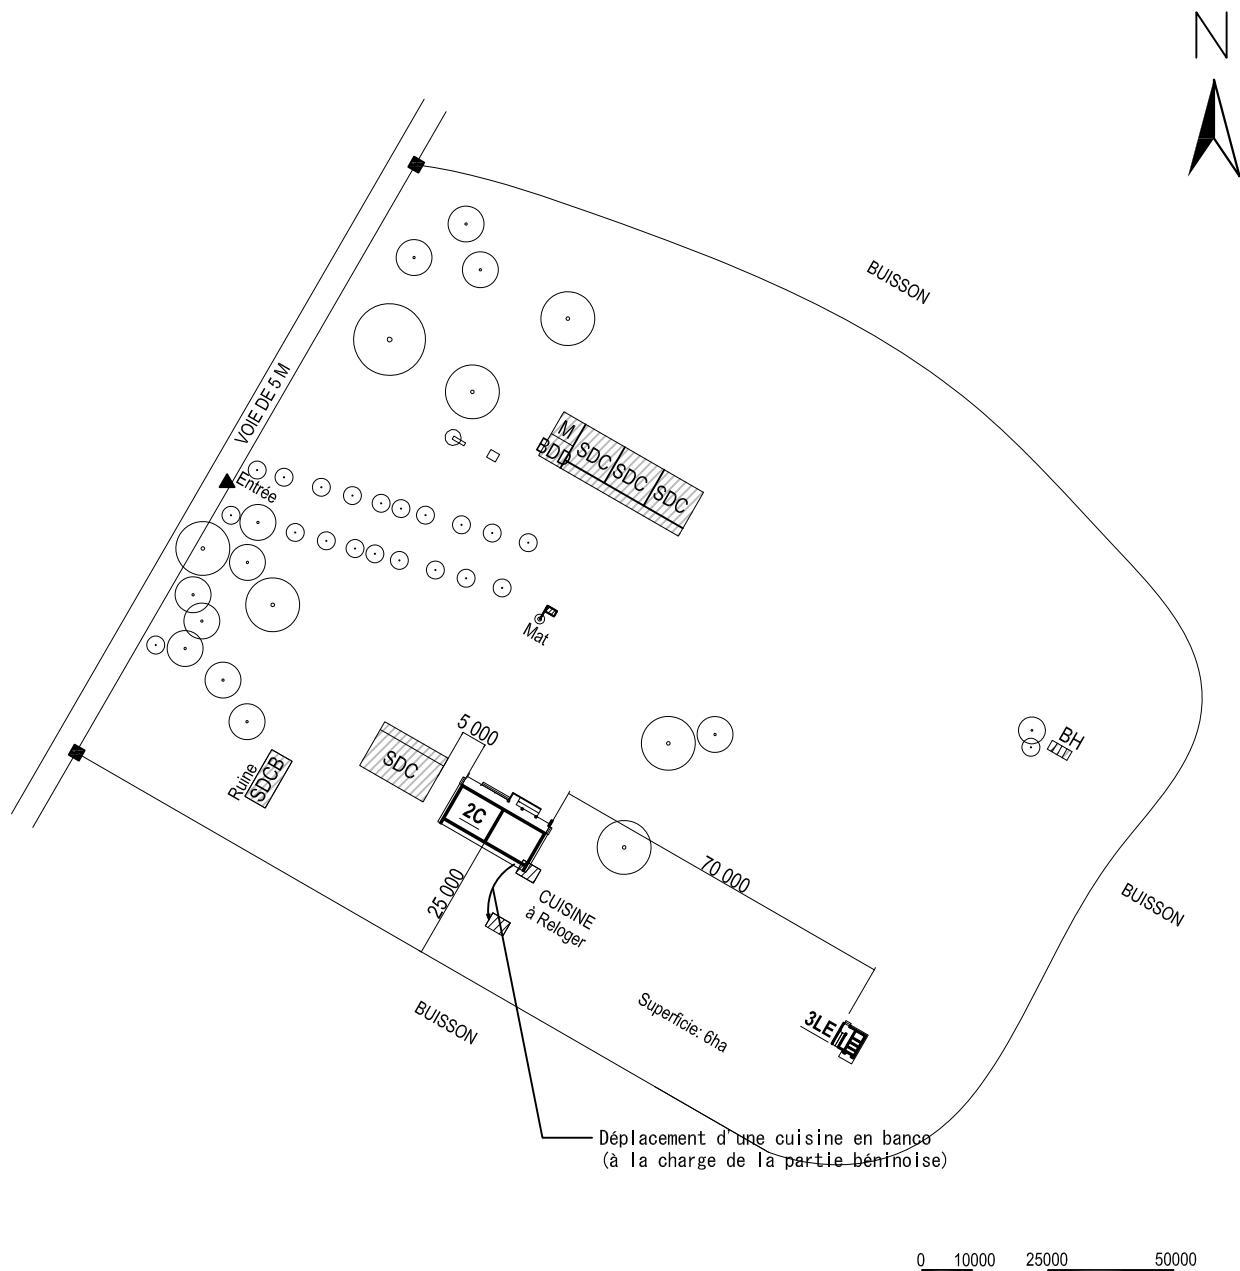 N
BUISSON
VOIE DE 5 M
M
BDD
SDC
SDC
SDC
Entrée
Mat
5 000
SDC
BH
Ruine
SDCB
2C
70 000
25 000
CUISINE
à Reloger
BUISSON
BUISSON
Superficie: 6ha
3LE
Déplacement d'une cuisine en banco
(à la charge de la partie béninoise)
0 10000 25000 50000